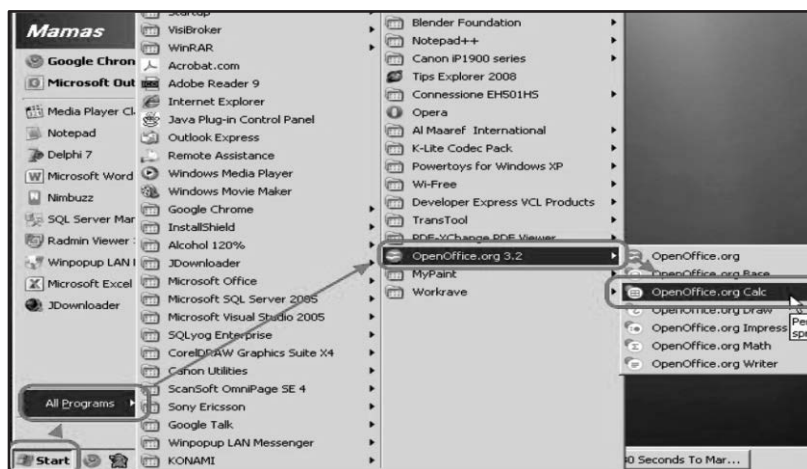 Mamas
Google Chron
Microsoft Out
Media Player Cl
Notepad
Delphi 7
Microsoft Word
Nimbuzz
SQL Server Mar
Radmin Viewer
Winpopup LAN
Microsoft Excel
JDownloader
All Programs
Start
Startup
VisiBroker
WinRAR
Acrobat.com
Adobe Reader 9
Internet Explorer
Java Plug-in Control Panel
Outlook Express
Remote Assistance
Windows Media Player
Windows Movie Maker
Google Chrome
InstallShield
Alcohol 120%
JDownloader
Microsoft Office
Microsoft SQL Server 2005
Microsoft Visual Studio 2005
SQLyog Enterprise
CorelDRAW Graphics Suite X4
Canon Utilities
ScanSoft OmniPage SE 4
Sony Ericsson
Google Talk
Winpopup LAN Messenger
KONAMI
Blender Foundation
Notepad++
Canon iP1900 series
Tips Explorer 2008
Connessione EH501HS
Opera
Al Maaref International
K-Lite Codec Pack
Powertoys for Windows XP
Wi-Free
Developer Express VCL Products
TransTool
PDF-XChange PDF Viewer
OpenOffice.org 3.2
MyPaint
Workrave
OpenOffice.org
OpenOffice.org Base
OpenOffice.org Calc
OpenOffice.org Draw
OpenOffice.org Impress
OpenOffice.org Math
OpenOffice.org Writer
Pe
spr
0 Seconds To Mar...